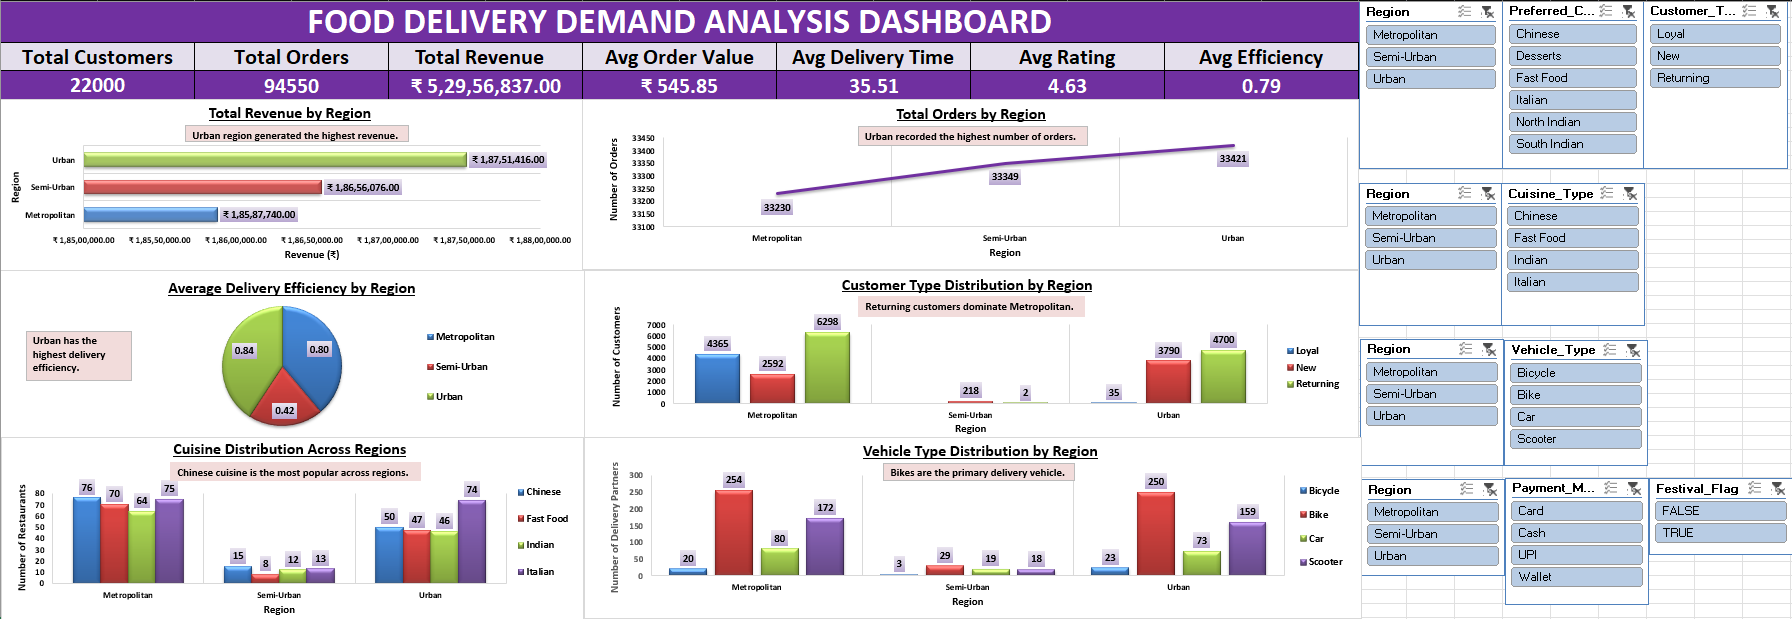 FOOD DELIVERY DEMAND ANALYSIS DASHBOARD
Total Customers Total Orders Total Revenue Avg Order Value Avg Delivery Time Avg Rating Avg Efficiency
22000 94550 ₹ 5,29,56,837.00 ₹ 545.85 35.51 4.63 0.79
Total Revenue by Region
Urban region generated the highest revenue.
Region
Urban ₹ 1,87,51,416.00
Semi-Urban ₹ 1,86,56,076.00
Metropolitan ₹ 1,85,87,740.00
₹ 1,85,00,000.00 ₹ 1,85,50,000.00 ₹ 1,86,00,000.00 ₹ 1,86,50,000.00 ₹ 1,87,00,000.00 ₹ 1,87,50,000.00 ₹ 1,88,00,000.00
Revenue (₹)
Total Orders by Region
Urban recorded the highest number of orders.
Number of Orders
33450
33400
33350
33300
33250
33200
33150
33100
33230 33349 33421
Metropolitan Semi-Urban Urban
Region
Average Delivery Efficiency by Region
Urban has the
highest delivery
efficiency.
0.84 0.80
0.42
Metropolitan
Semi-Urban
Urban
Customer Type Distribution by Region
Returning customers dominate Metropolitan.
Number of Customers
7000
6000
5000
4000
3000
2000
1000
0
4365 2592 6298 218 2 35 3790 4700
Metropolitan Semi-Urban Urban
Region
Loyal
New
Returning
Cuisine Distribution Across Regions
Chinese cuisine is the most popular across regions.
Number of Restaurants
80
70
60
50
40
30
20
10
0
76 70 64 75 15 8 12 13 50 47 46 74
Metropolitan Semi-Urban Urban
Region
Chinese
Fast Food
Indian
Italian
Vehicle Type Distribution by Region
Bikes are the primary delivery vehicle.
Number of Delivery Partners
300
250
200
150
100
50
0
20 254 80 172 3 29 19 18 23 250 73 159
Metropolitan Semi-Urban Urban
Region
Bicycle
Bike
Car
Scooter
Region
Metropolitan
Semi-Urban
Urban
Preferred_C...
Chinese
Desserts
Fast Food
Italian
North Indian
South Indian
Customer_T...
Loyal
New
Returning
Region
Metropolitan
Semi-Urban
Urban
Cuisine_Type
Chinese
Fast Food
Indian
Italian
Region
Metropolitan
Semi-Urban
Urban
Vehicle_Type
Bicycle
Bike
Car
Scooter
Region
Metropolitan
Semi-Urban
Urban
Payment_M...
Card
Cash
UPI
Wallet
Festival_Flag
FALSE
TRUE